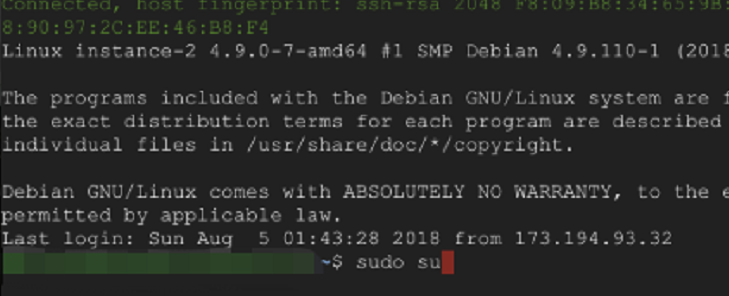 Connected, host fingerprint: ssh-rsa 2048 F8:09:B8:34:65:9B
8:90:97:2C:EE:46:B8:F4
Linux instance-2 4.9.0-7-amd64 #1 SMP Debian 4.9.110-1 (2018
The programs included with the Debian GNU/Linux system are f
the exact distribution terms for each program are described
individual files in /usr/share/doc/*/copyright.
Debian GNU/Linux comes with ABSOLUTELY NO WARRANTY, to the e
permitted by applicable law.
Last login: Sun Aug  5 01:43:28 2018 from 173.194.93.32
~$ sudo su